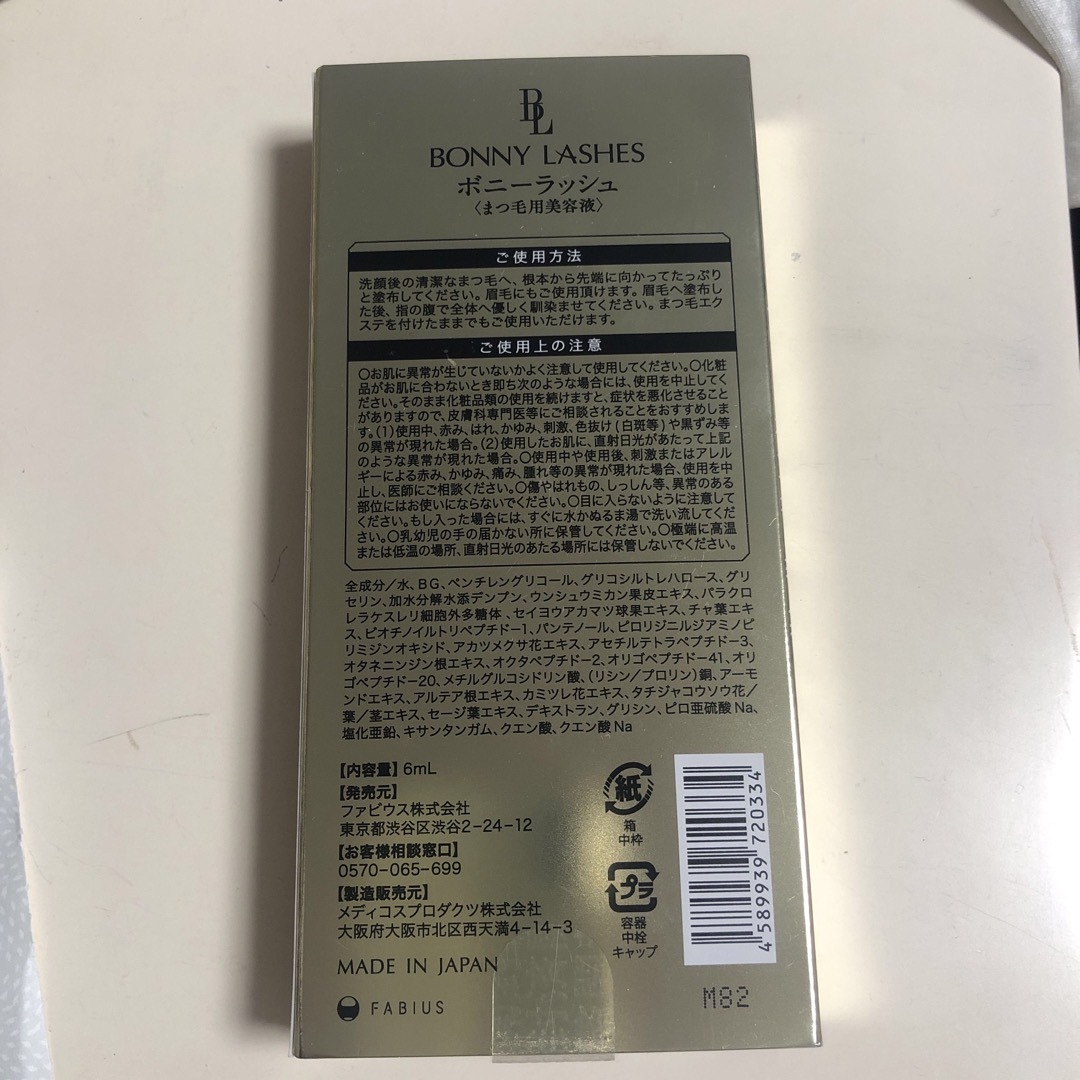 BL
BONNY LASHES
ボニーラッシュ
〈まつ毛用美容液〉
ご使用方法
洗顔後の清潔なまつ毛へ、根本から先端に向かってたっぷり
と塗布してください。眉毛にもご使用頂けます。眉毛へ塗布し
た後、指の腹で全体へ優しく馴染ませてください。まつ毛エク
ステを付けたままでもご使用いただけます。
ご使用上の注意
〇お肌に異常が生じていないかよく注意して使用してください。〇化粧
品がお肌に合わないとき即ち次のような場合には、使用を中止してく
ださい。そのまま化粧品類の使用を続けますと、症状を悪化させること
がありますので、皮膚科専門医等にご相談されることをおすすめしま
す。(1)使用中、赤み、はれ、かゆみ、刺激、色抜け(白斑等)や黒ずみ等
の異常が現れた場合。(2)使用したお肌に、直射日光があたって上記
のような異常が現れた場合。〇使用中や使用後、刺激またはアレル
ギーによる赤み、かゆみ、痛み、腫れ等の異常が現れた場合、使用を中
止し、医師にご相談ください。〇傷やはれもの、しっしん等、異常のある
部位にはお使いにならないでください。〇目に入らないように注意して
ください。もし入った場合には、すぐに水かぬるま湯で洗い流してくだ
さい。〇乳幼児の手の届かない所に保管してください。〇極端に高温
または低温の場所、直射日光のあたる場所には保管しないでください。
全成分/水、BG、ペンチレングリコール、グリコシルトレハロース、グリ
セリン、加水分解水添デンプン、ウンシュウミカン果皮エキス、パラクロ
レラケスレリ細胞外多糖体、セイヨウアカマツ球果エキス、チャ葉エキ
ス、ビオチノイルトリペプチド-1、パンテノール、ピロリジニルジアミノピ
リミジンオキシド、アカツメクサ花エキス、アセチルテトラペプチド-3、
オタネニンジン根エキス、オクタペプチド-2、オリゴペプチド-41、オリ
ゴペプチド-20、メチルグルコシドリン酸、(リシン/プロリン)銅、アーモ
ンドエキス、アルテア根エキス、カミツレ花エキス、タチジャコウソウ花/
葉/茎エキス、セージ葉エキス、デキストラン、グリシン、ピロ亜硫酸Na、
塩化亜鉛、キサンタンガム、クエン酸、クエン酸Na
【内容量】6mL
【発売元】
ファビウス株式会社
東京都渋谷区渋谷2-24-12
【お客様相談窓口】
0570-065-699
【製造販売元】
メディコスプロダクツ株式会社
大阪府大阪市北区西天満4-14-3
MADE IN JAPAN
FABIUS
紙
箱
中枠
プラ
容器
中栓
キャップ
4 589939 720334
M82